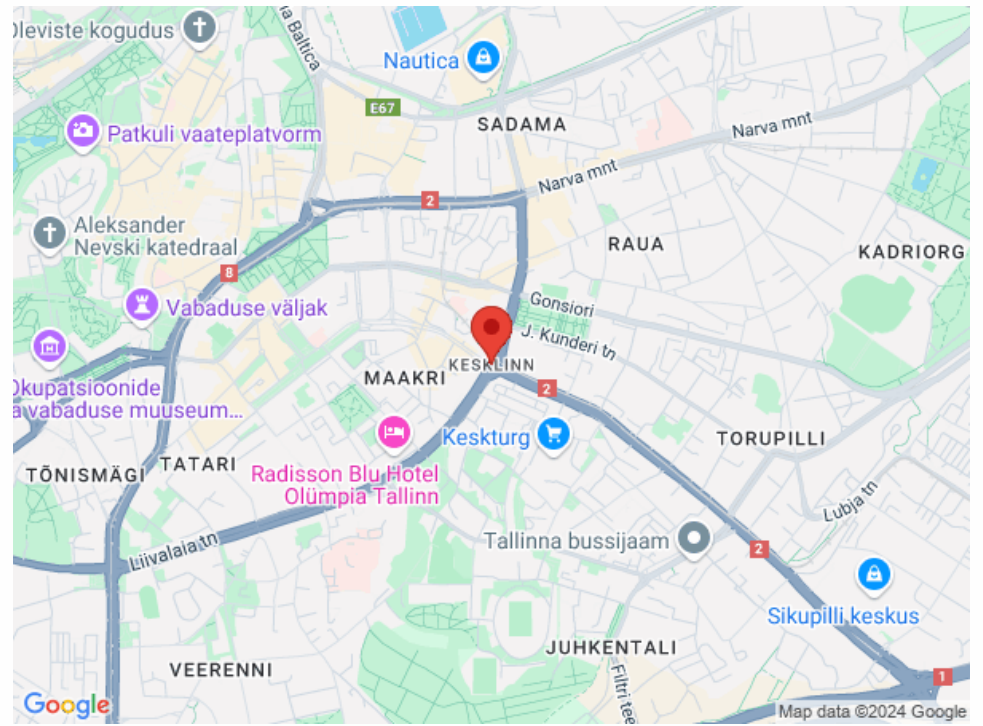 Oleviste kogudus
Baltica
Nautica
E67
SADAMA
Narva mnt
Patkuli vaateplatvorm
Narva mnt
2
Aleksander
Nevski katedraal
RAUA
KADRIORG
8
Vabaduse väljak
Gonsiori
J. Kunderi tn
KESKLINN
MAAKRI
2
Okupatsioonide
a vabaduse muuseum...
Keskturg
TORUPILLI
TÕNISMÄGI
TATARI
Radisson Blu Hotel
Olümpia Tallinn
Lubja tn
Liivalaia tn
Tallinna bussijaam
2
Sikupilli keskus
JUHKENTALI
VEERENNI
Filtri tee
1
Google
Map data ©2024 Google